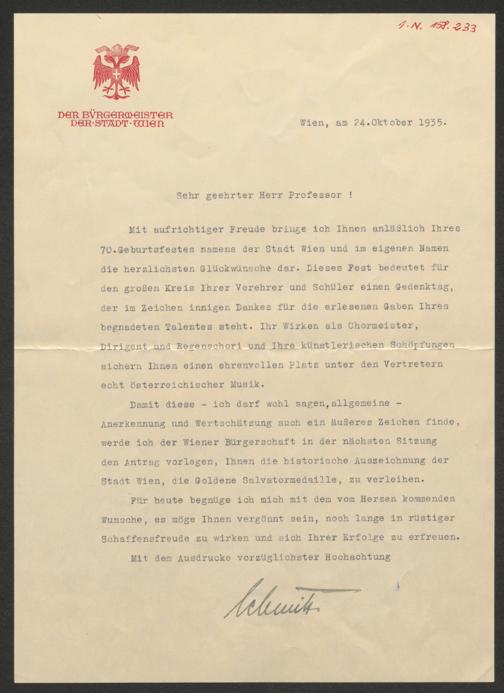 J.N. 158.233
DER BÜRGERMEISTER
DER·STADT·WIEN
Wien, am 24.Oktober 1935.
Sehr geehrter Herr Professor !
Mit aufrichtiger Freude bringe ich Ihnen anläßlich Ihres
70.Geburtsfestes namens der Stadt Wien und im eigenen Namen
die herzlichsten Glückwünsche dar. Dieses Fest bedeutet für
den großen Kreis Ihrer Verehrer und Schüler einen Gedenktag,
der im Zeichen innigen Dankes für die erlesenen Gaben Ihres
begnadeten Talentes steht. Ihr Wirken als Chormeister,
Dirigent und Regenschori und Ihre künstlerischen Schöpfungen
sichern Ihnen einen ehrenvollen Platz unter den Vertretern
echt österreichischer Musik.
Damit diese - ich darf wohl sagen,allgemeine -
Anerkennung und Wertschätzung auch ein äußeres Zeichen finde,
werde ich der Wiener Bürgerschaft in der nächsten Sitzung
den Antrag vorlegen, Ihnen die historische Auszeichnung der
Stadt Wien, die Goldene Salvatormedaille, zu verleihen.
Für heute begnüge ich mich mit dem vom Herzen kommenden
Wunsche, es möge Ihnen vergönnt sein, noch lange in rüstiger
Schaffensfreude zu wirken und sich Ihrer Erfolge zu erfreuen.
Mit dem Ausdrucke vorzüglichster Hochachtung
Schmitz